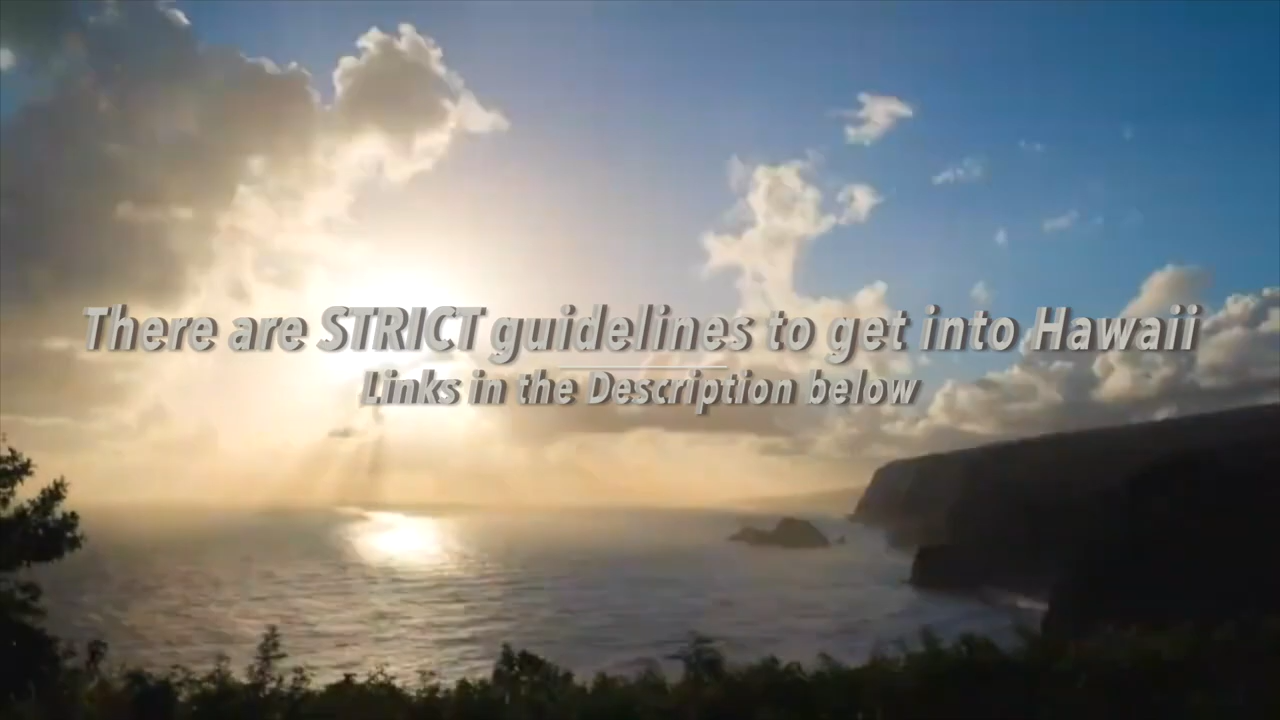 There are STRICT guidelines to get into Hawaii
Links in the Description below